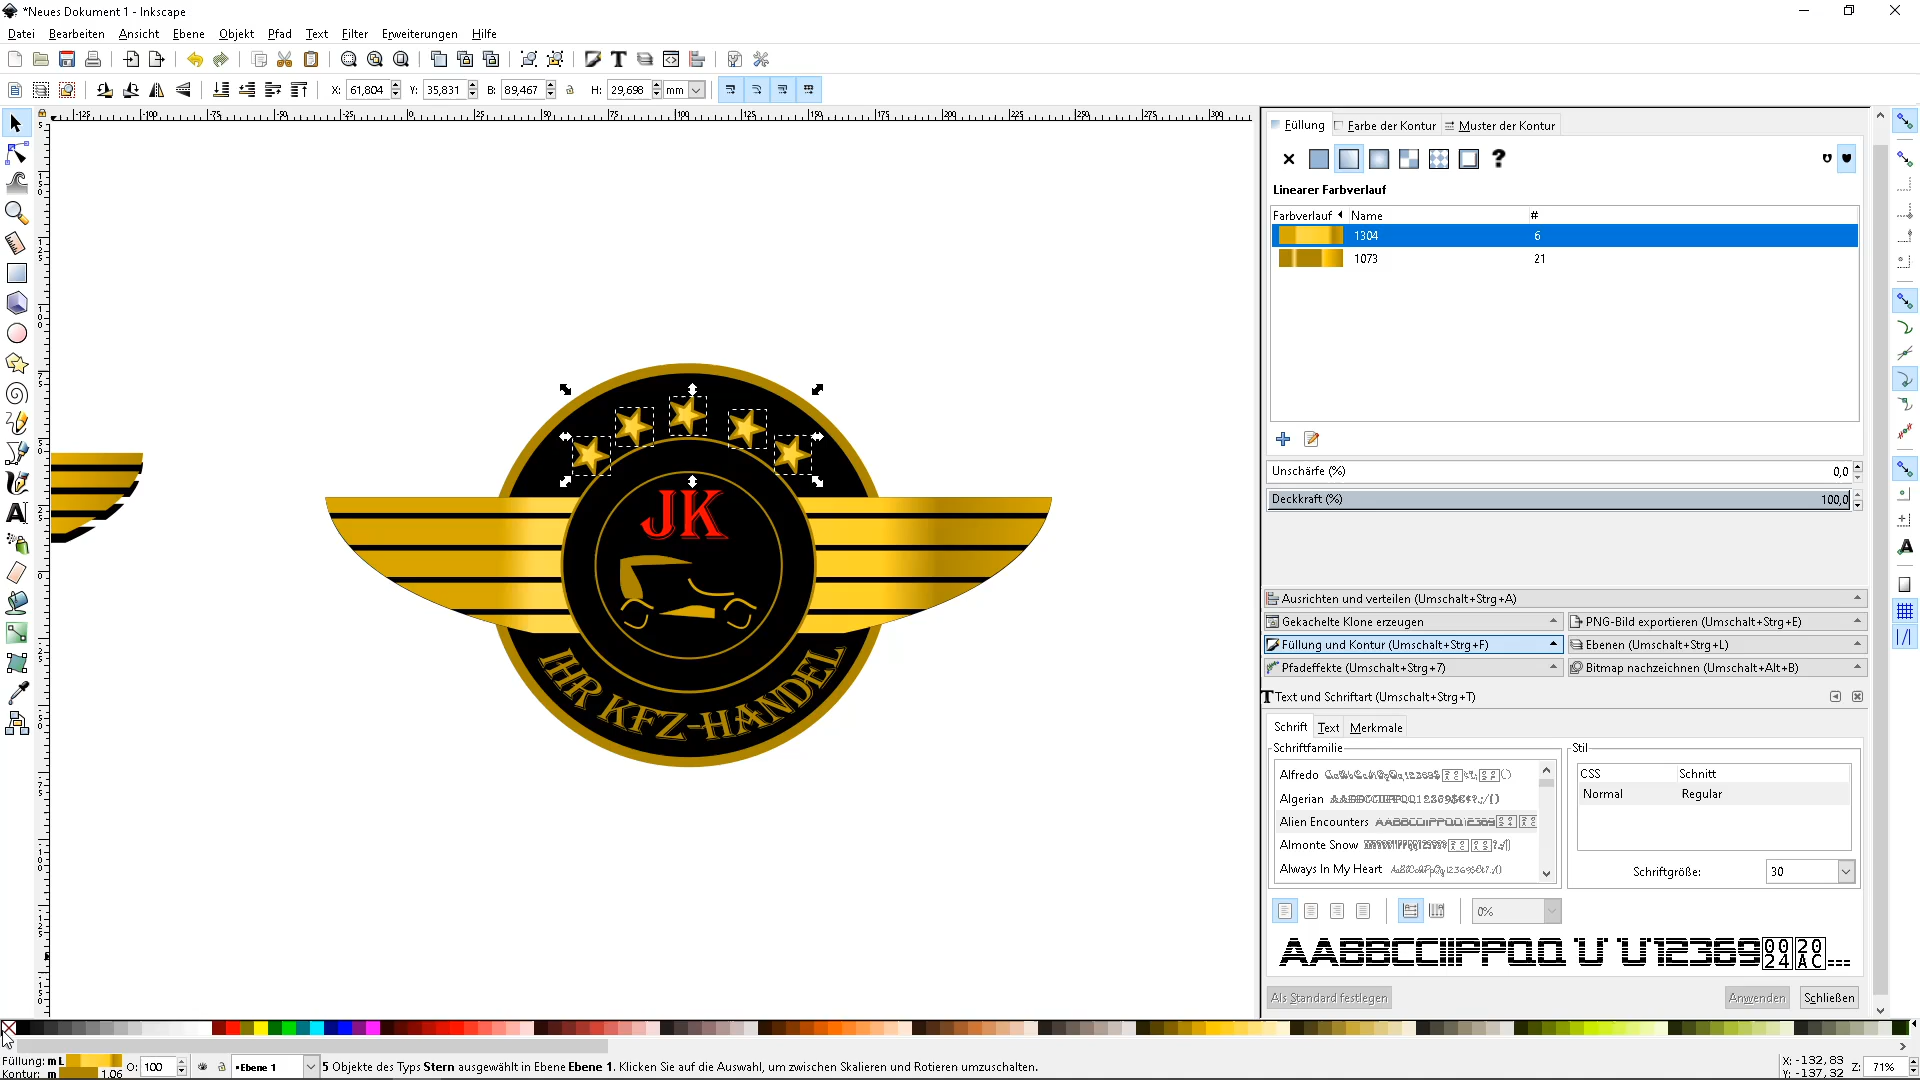 *Neues Dokument 1 - Inkscape
Datei Bearbeiten Ansicht Ebene Objekt Pfad Text Filter Erweiterungen Hilfe
X: 61,804 Y: 35,831 B: 89,467 H: 29,698 mm
Füllung Farbe der Kontur Muster der Kontur
Linearer Farbverlauf
Farbverlauf Name #
1304 6
1073 21
JK
IHR KFZ-HANDEL
Unschärfe (%) 0,0
Deckkraft (%) 100,0
Ausrichten und verteilen (Umschalt+Strg+A)
Gekachelte Klone erzeugen PNG-Bild exportieren (Umschalt+Strg+E)
Füllung und Kontur (Umschalt+Strg+F) Ebenen (Umschalt+Strg+L)
Pfadeffekte (Umschalt+Strg+7) Bitmap nachzeichnen (Umschalt+Alt+B)
Text und Schriftart (Umschalt+Strg+T)
Schrift Text Merkmale
Schriftfamilie Stil
Alfredo
Algerian
Alien Encounters
Almonte Snow
Always In My Heart
CSS Schnitt
Normal Regular
Schriftgröße: 30
0%
AABBCCIIPPQQ
12369
Als Standard festlegen Anwenden Schließen
Füllung: m L
Kontur: m 1.06
O: 100
•Ebene 1
5 Objekte des Typs Stern ausgewählt in Ebene Ebene 1. Klicken Sie auf die Auswahl, um zwischen Skalieren und Rotieren umzuschalten.
X: -132,83
Y: -137,32
Z: 71%